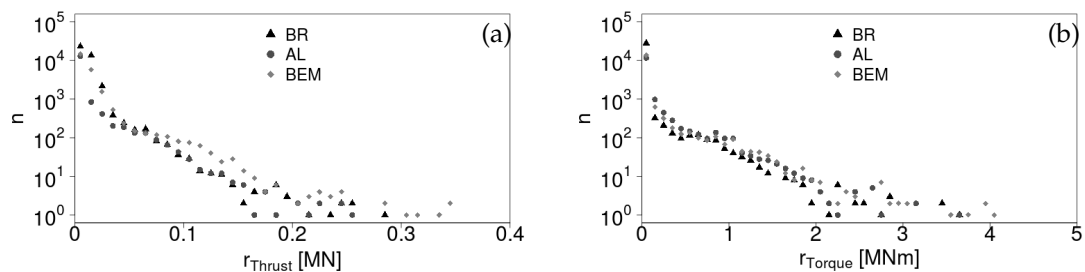 (a)
BR
AL
BEM
n
10^5
10^4
10^3
10^2
10^1
10^0
0 0.1 0.2 0.3 0.4
r_Thrust [MN]
(b)
BR
AL
BEM
n
10^5
10^4
10^3
10^2
10^1
10^0
0 1 2 3 4 5
r_Torque [MNm]